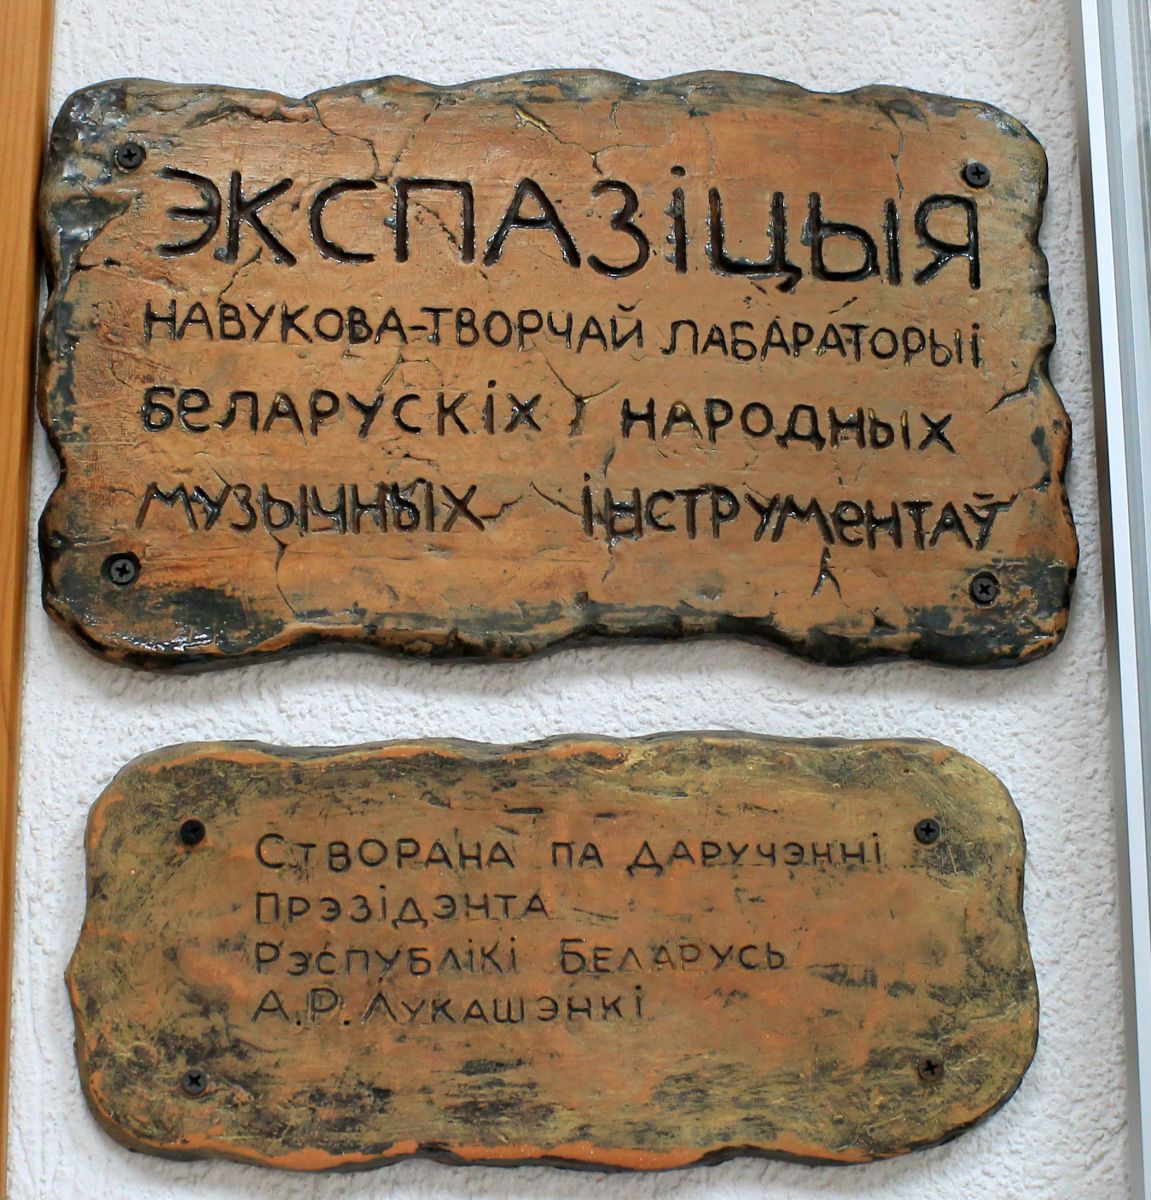 ЭКСПАЗІЦЫЯ
НАВУКОВА-ТВОРЧАЙ ЛАБАРАТОРЫІ
БЕЛАРУСКІХ НАРОДНЫХ
МУЗЫЧНЫХ ІНСТРУМЕНТАЎ
СТВОРАНА ПА ДАРУЧЭННІ
ПРЭЗІДЭНТА
РЭСПУБЛІКІ БЕЛАРУСЬ
А.Р. ЛУКАШЭНКІ